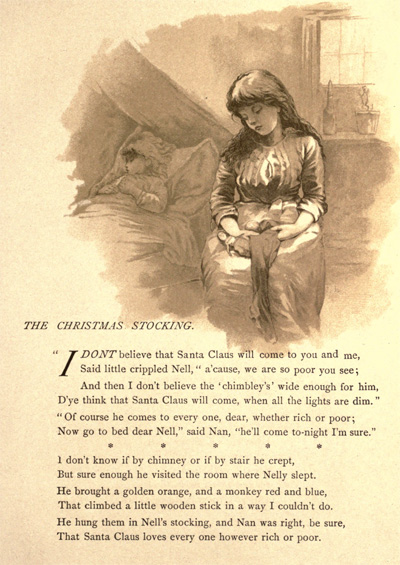 THE CHRISTMAS STOCKING.
"I DONT believe that Santa Claus will come to you and me,
Said little crippled Nell, "a'cause, we are so poor you see;
And then I don't believe the 'chimbley's' wide enough for him,
D'ye think that Santa Claus will come, when all the lights are dim."
"Of course he comes to every one, dear, whether rich or poor;
Now go to bed dear Nell," said Nan, "he'll come to-night I'm sure."
* * * * *
I don't know if by chimney or if by stair he crept,
But sure enough he visited the room where Nelly slept.
He brought a golden orange, and a monkey red and blue,
That climbed a little wooden stick in a way I couldn't do.
He hung them in Nell's stocking, and Nan was right, be sure,
That Santa Claus loves every one however rich or poor.